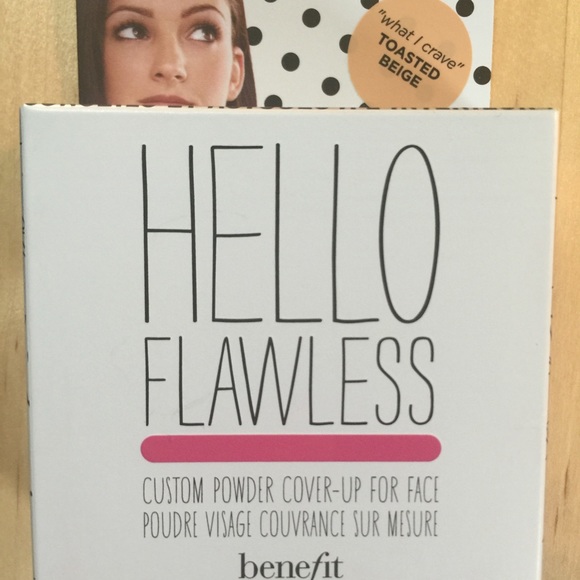 "what I crave"
TOASTED
BEIGE
HELLO
FLAWLESS
CUSTOM POWDER COVER-UP FOR FACE
POUDRE VISAGE COUVRANCE SUR MESURE
benefit